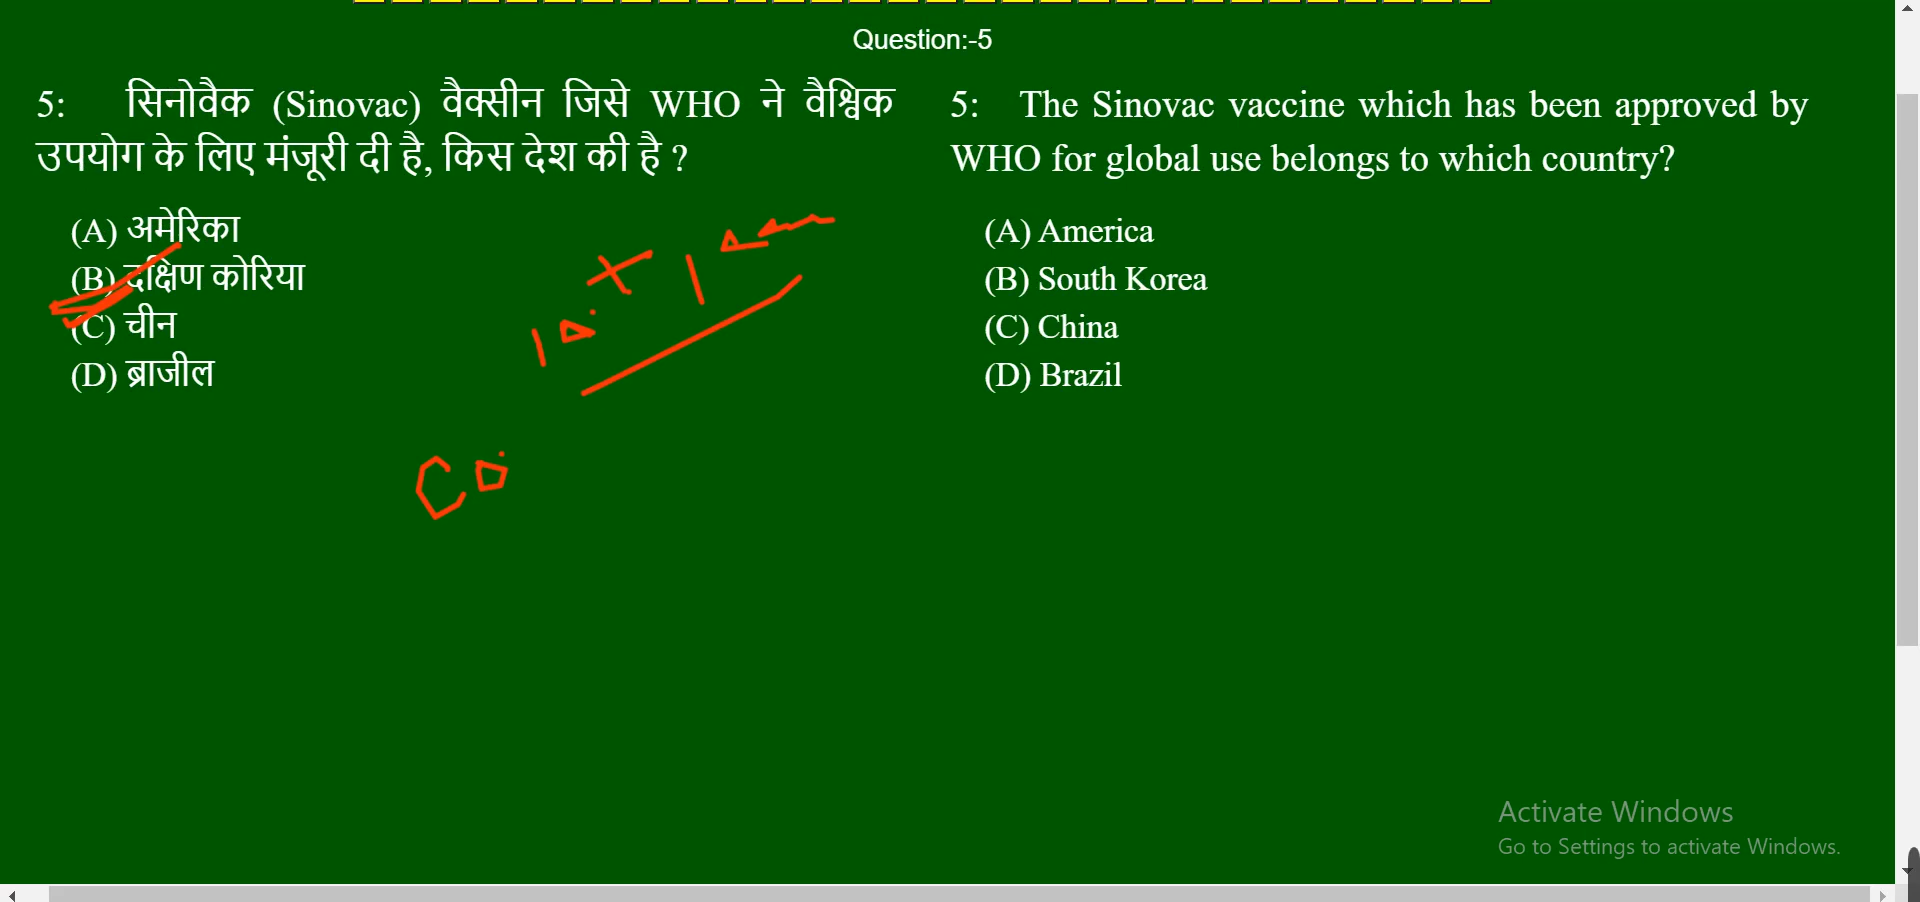 Question:-5
5: सिनोवैक (Sinovac) वैक्सीन जिसे WHO ने वैश्विक
उपयोग के लिए मंजूरी दी है, किस देश की है ?
(A) अमेरिका
(B) दक्षिण कोरिया
(C) चीन
(D) ब्राजील
5: The Sinovac vaccine which has been approved by
WHO for global use belongs to which country?
(A) America
(B) South Korea
(C) China
(D) Brazil
Activate Windows
Go to Settings to activate Windows.